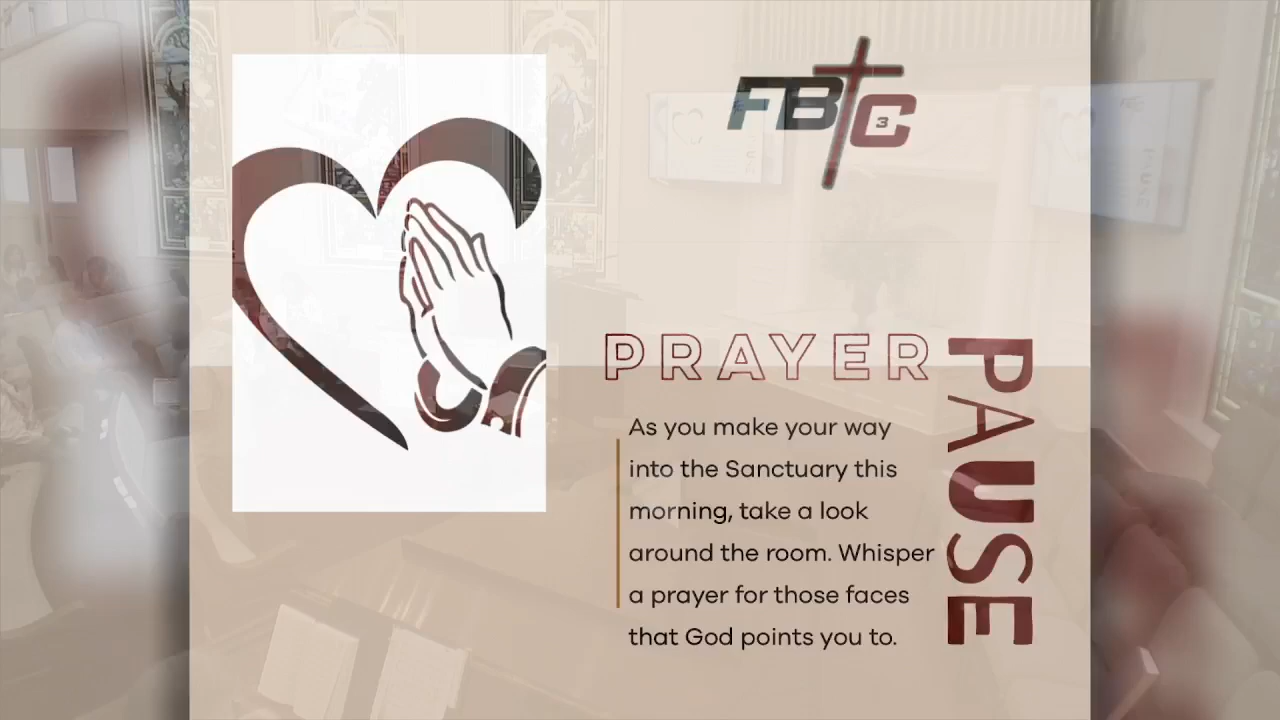 FBC
3
PRAYER
PAUSE
As you make your way
into the Sanctuary this
morning, take a look
around the room. Whisper
a prayer for those faces
that God points you to.